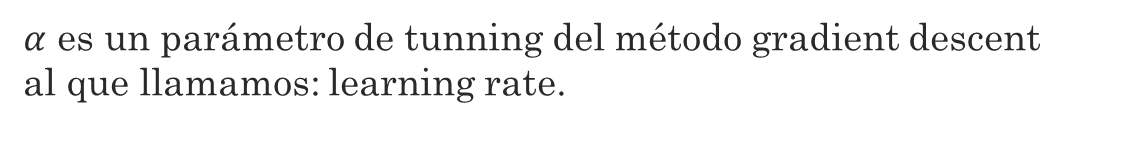 α es un parámetro de tunning del método gradient descent
al que llamamos: learning rate.